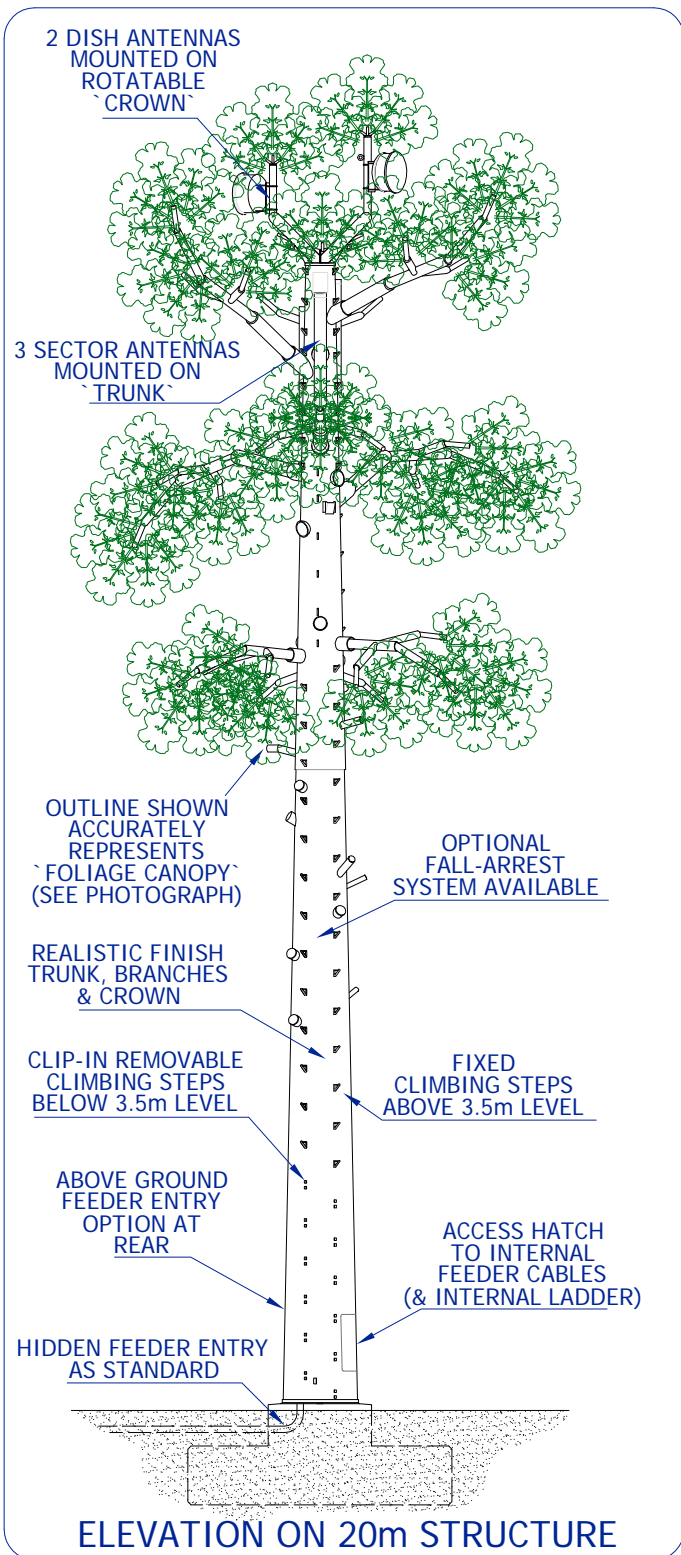 2 DISH ANTENNAS
MOUNTED ON
ROTATABLE
`CROWN`
3 SECTOR ANTENNAS
MOUNTED ON
`TRUNK`
OUTLINE SHOWN
ACCURATELY
REPRESENTS
`FOLIAGE CANOPY`
(SEE PHOTOGRAPH)
OPTIONAL
FALL-ARREST
SYSTEM AVAILABLE
REALISTIC FINISH
TRUNK, BRANCHES
& CROWN
CLIP-IN REMOVABLE
CLIMBING STEPS
BELOW 3.5m LEVEL
FIXED
CLIMBING STEPS
ABOVE 3.5m LEVEL
ABOVE GROUND
FEEDER ENTRY
OPTION AT
REAR
ACCESS HATCH
TO INTERNAL
FEEDER CABLES
(& INTERNAL LADDER)
HIDDEN FEEDER ENTRY
AS STANDARD
ELEVATION ON 20m STRUCTURE